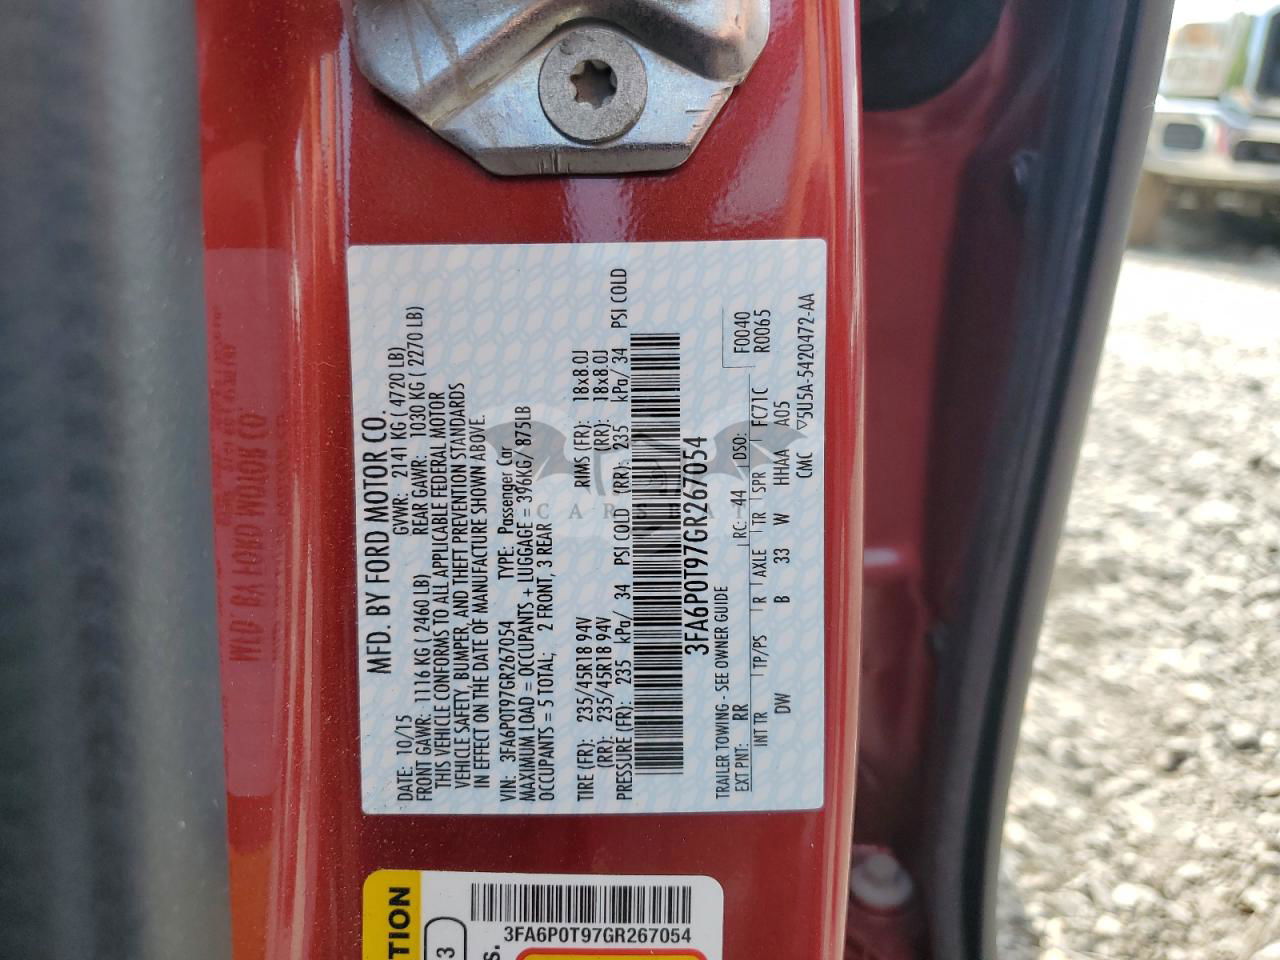 MFD. BY FORD MOTOR CO.
DATE: 10/15 GVWR: 2141 KG ( 4720 LB)
FRONT GAWR: 1116 KG ( 2460 LB) REAR GAWR: 1030 KG ( 2270 LB)
THIS VEHICLE CONFORMS TO ALL APPLICABLE FEDERAL MOTOR
VEHICLE SAFETY, BUMPER, AND THEFT PREVENTION STANDARDS
IN EFFECT ON THE DATE OF MANUFACTURE SHOWN ABOVE.
VIN: 3FA6P0T97GR267054 TYPE: Passenger Car
MAXIMUM LOAD = OCCUPANTS + LUGGAGE = 396KG/ 875LB
OCCUPANTS = 5 TOTAL; 2 FRONT, 3 REAR
TIRE (FR): 235/45R18 94V RIMS (FR): 18x8.0J
(RR): 235/45R18 94V (RR): 18x8.0J
PRESSURE (FR): 235 kPa/ 34 PSI COLD (RR): 235 kPa/ 34 PSI COLD
3FA6P0T97GR267054
TRAILER TOWING - SEE OWNER GUIDE
F0040
EXT PNT: RR RC: 44 DSO: R0065
INT TR TP/PS R AXLE TR SPR FC71C
DW B 33 W HHAA A05
CMC ▽5U5A-5420472-AA
CARSBAT
TION
3
S.
3FA6P0T97GR267054